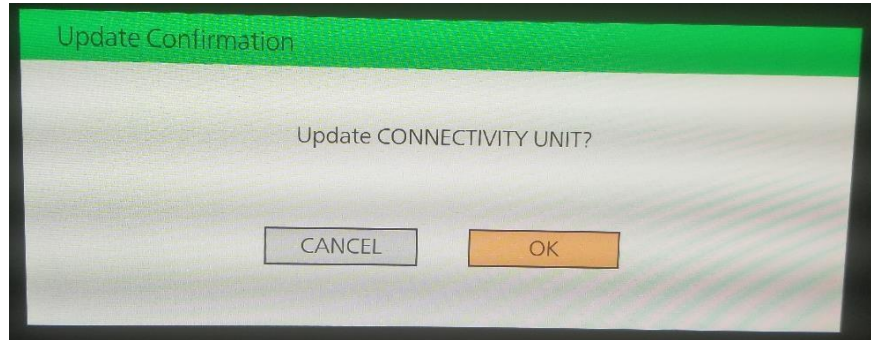 Update Confirmation
Update CONNECTIVITY UNIT?
CANCEL
OK